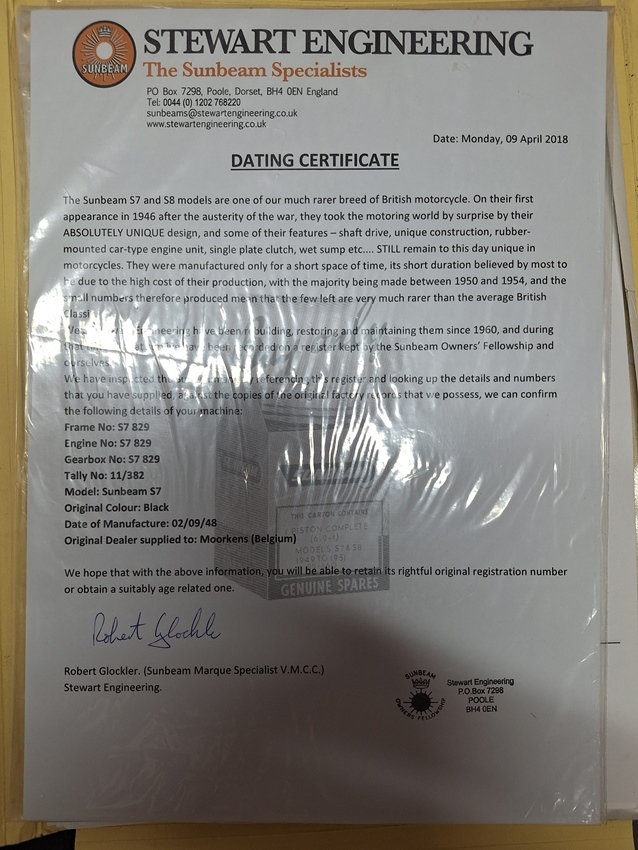 SUNBEAM
STEWART ENGINEERING
The Sunbeam Specialists
PO Box 7298, Poole, Dorset, BH4 0EN England
Tel: 0044 (0) 1202 768220
sunbeams@stewartengineering.co.uk
www.stewartengineering.co.uk
Date: Monday, 09 April 2018
DATING CERTIFICATE
The Sunbeam S7 and S8 models are one of our much rarer breed of British motorcycle. On their first
appearance in 1946 after the austerity of the war, they took the motoring world by surprise by their
ABSOLUTELY UNIQUE design, and some of their features – shaft drive, unique construction, rubber-
mounted car-type engine unit, single plate clutch, wet sump etc.... STILL remain to this day unique in
motorcycles. They were manufactured only for a short space of time, its short duration believed by most to
be due to the high cost of their production, with the majority being made between 1950 and 1954, and the
small numbers therefore produced mean that the few left are very much rarer than the average British
Classi
Engineering have been rebuilding, restoring and maintaining them since 1960, and during
that been recorded on a register kept by the Sunbeam Owners' Fellowship and
ourselves
We have inspected the referencing this register and looking up the details and numbers
that you have supplied, against the copies of the original factory records that we possess, we can confirm
the following details of your machine:
Frame No: S7 829
Engine No: S7 829
Gearbox No: S7 829
Tally No: 11/382
Model: Sunbeam S7
Original Colour: Black
Date of Manufacture: 02/09/48
Original Dealer supplied to: Moorkens (Belgium)
THIS CARTON CONTAINS
1 PISTON COMPLETE
MODELS S7 & S8
GENUINE SPARES
We hope that with the above information, you will be able to retain its rightful original registration number
or obtain a suitably age related one.
Robert Glockler
Robert Glockler. (Sunbeam Marque Specialist V.M.C.C.)
Stewart Engineering.
SUNBEAM
OWNERS FELLOWSHIP
Stewart Engineering
P.O.Box 7298
POOLE
BH4 0EN